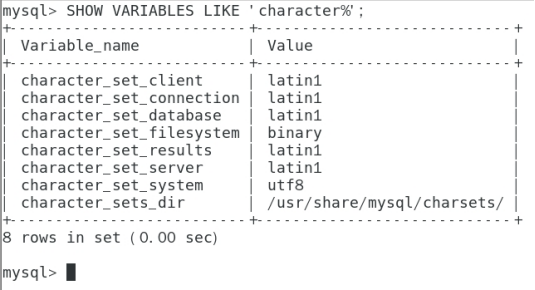 mysql> SHOW VARIABLES LIKE 'character%';
+--------------------------+----------------------------+
| Variable_name            | Value                      |
+--------------------------+----------------------------+
| character_set_client     | latin1                     |
| character_set_connection | latin1                     |
| character_set_database   | latin1                     |
| character_set_filesystem | binary                     |
| character_set_results    | latin1                     |
| character_set_server     | latin1                     |
| character_set_system     | utf8                       |
| character_sets_dir       | /usr/share/mysql/charsets/ |
+--------------------------+----------------------------+
8 rows in set (0.00 sec)
mysql>